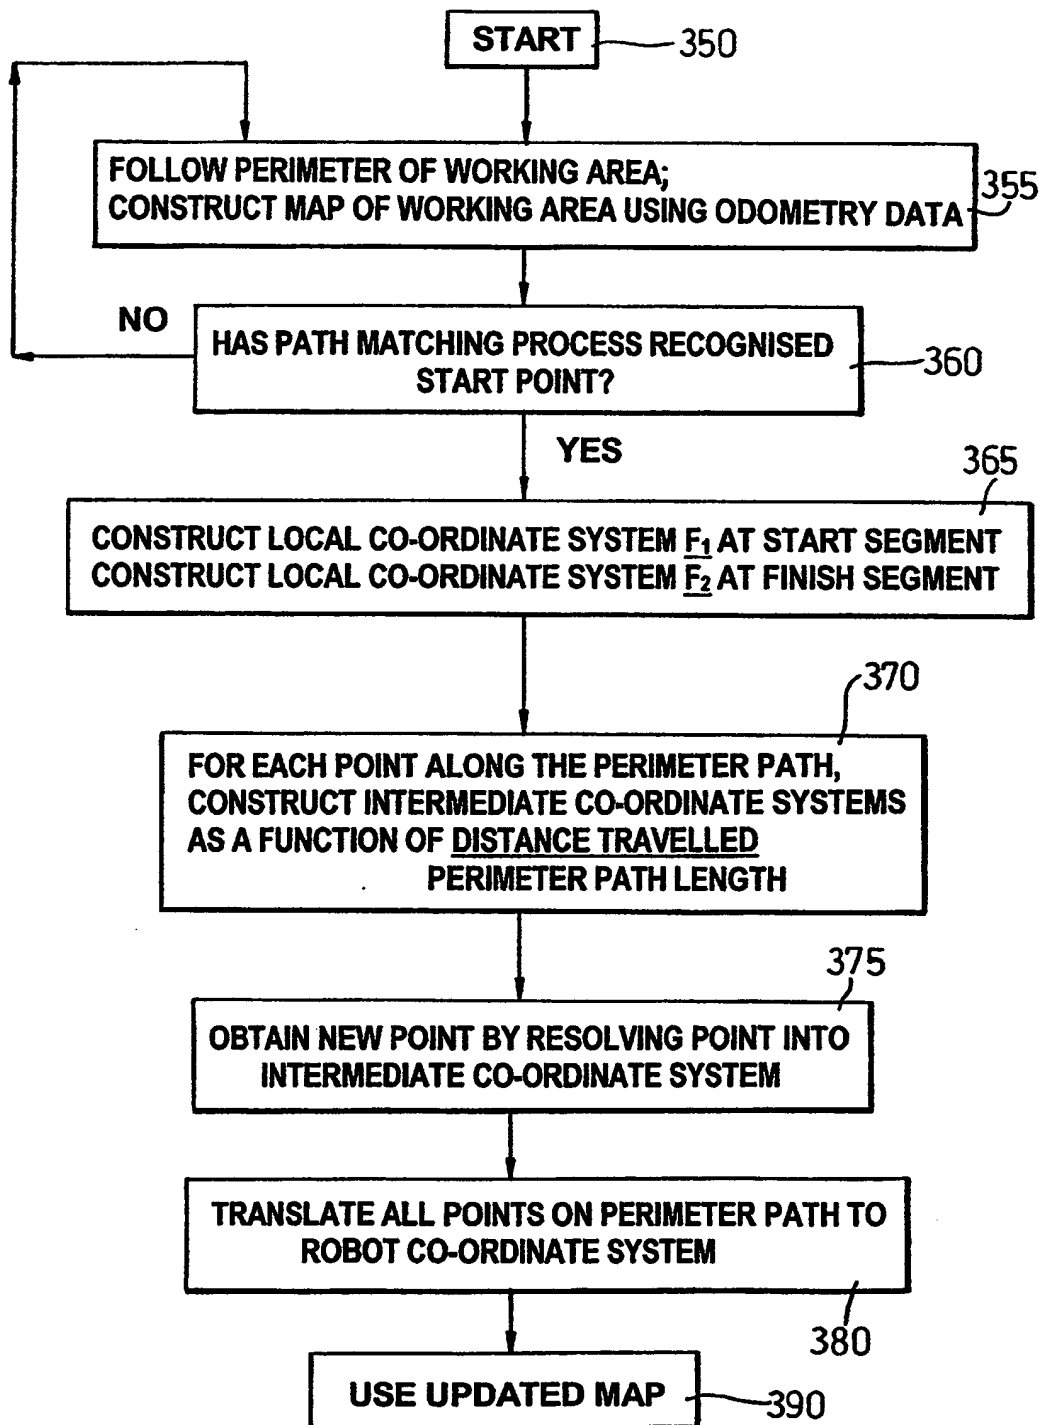 START
350
FOLLOW PERIMETER OF WORKING AREA;
CONSTRUCT MAP OF WORKING AREA USING ODOMETRY DATA
355
NO
HAS PATH MATCHING PROCESS RECOGNISED
START POINT?
360
YES
365
CONSTRUCT LOCAL CO-ORDINATE SYSTEM F1 AT START SEGMENT
CONSTRUCT LOCAL CO-ORDINATE SYSTEM F2 AT FINISH SEGMENT
370
FOR EACH POINT ALONG THE PERIMETER PATH,
CONSTRUCT INTERMEDIATE CO-ORDINATE SYSTEMS
AS A FUNCTION OF DISTANCE TRAVELLED
PERIMETER PATH LENGTH
375
OBTAIN NEW POINT BY RESOLVING POINT INTO
INTERMEDIATE CO-ORDINATE SYSTEM
TRANSLATE ALL POINTS ON PERIMETER PATH TO
ROBOT CO-ORDINATE SYSTEM
380
USE UPDATED MAP
390